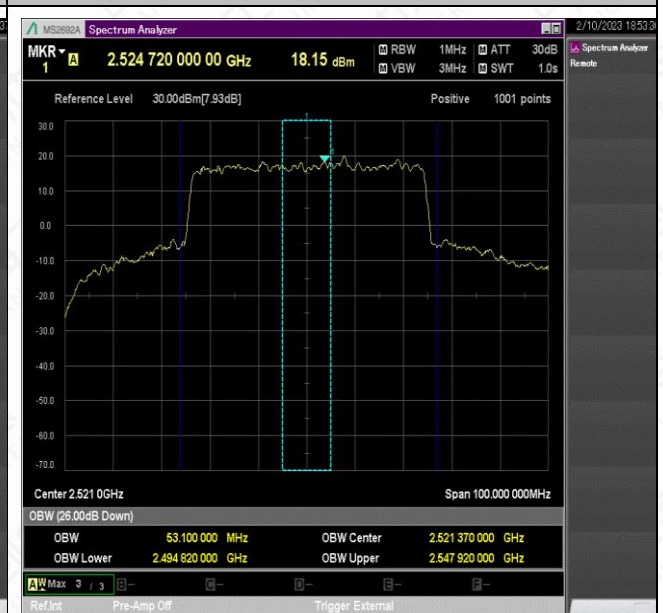 MS2692A Spectrum Analyzer
2/10/2023 18:53:3
MKR 1 A 2.524 720 000 00 GHz 18.15 dBm
M RBW 1MHz M ATT 30dB
M VBW 3MHz M SWT 1.0s
Spectrum Analyzer
Remote
Reference Level 30.00dBm[7.93dB] Positive 1001 points
1
30.0
20.0
10.0
0.0
-10.0
-20.0
-30.0
-40.0
-50.0
-60.0
-70.0
Center 2.521 0GHz Span 100.000 000MHz
OBW (26.00dB Down)
OBW 53.100 000 MHz OBW Center 2.521 370 000 GHz
OBW Lower 2.494 820 000 GHz OBW Upper 2.547 920 000 GHz
A W Max 3 / 3 B- C- D- E- F-
Ref.Int Pre-Amp Off Trigger External